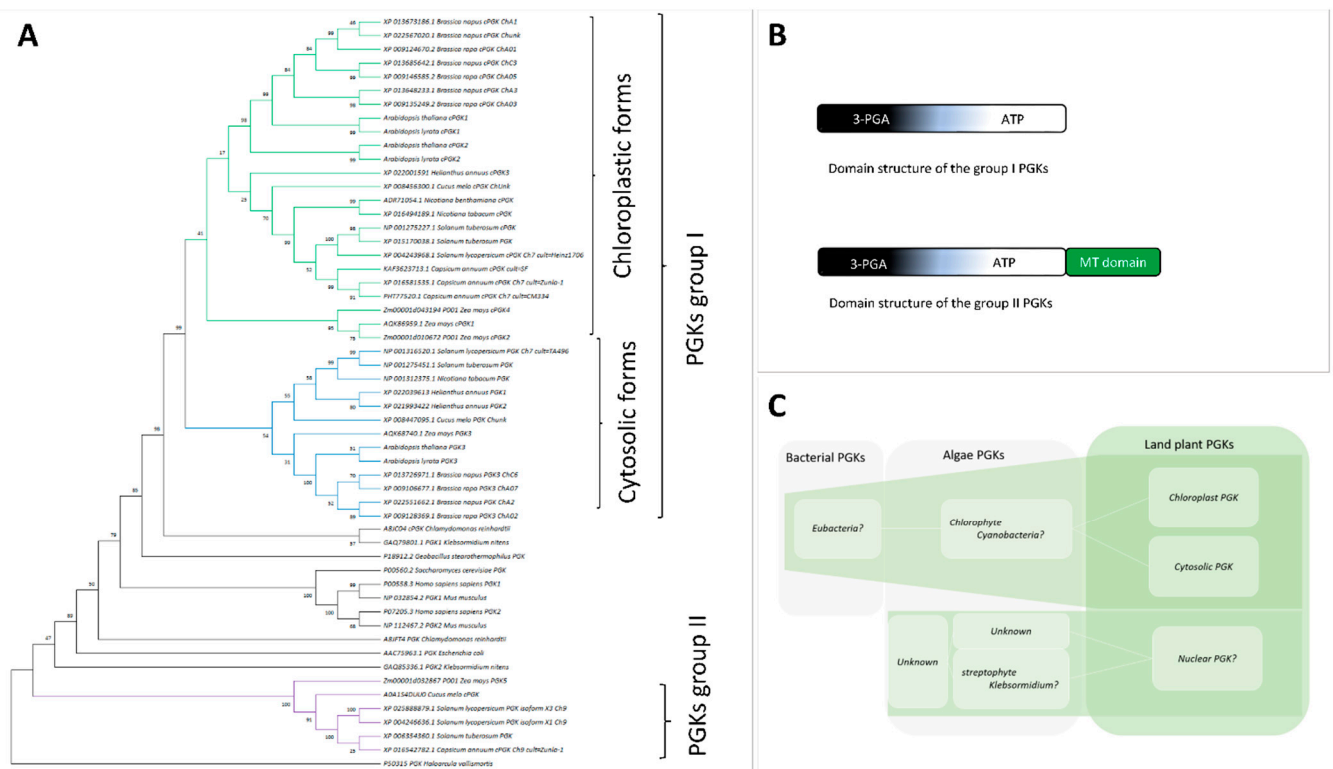 A
XP 013673186.1 Brassica napus cPGK ChA1
XP 022567020.1 Brassica napus cPGK Chunk
XP 009124670.2 Brassica rapa cPGK ChA01
XP 013685642.1 Brassica napus cPGK ChC3
XP 009146585.2 Brassica rapa cPGK ChA05
XP 013648233.1 Brassica napus cPGK ChA3
XP 009135249.2 Brassica rapa cPGK ChA03
Arabidopsis thaliana cPGK1
Arabidopsis lyrata cPGK1
Arabidopsis thaliana cPGK2
Arabidopsis lyrata cPGK2
XP 022001591 Helianthus annuus cPGK3
XP 008456300.1 Cucus melo cPGK ChUnk
ADR71054.1 Nicotiana benthamiana cPGK
XP 016494189.1 Nicotiana tabacum cPGK
NP 001275227.1 Solanum tuberosum cPGK
XP 015170038.1 Solanum tuberosum PGK
XP 004243968.1 Solanum lycopersicum cPGK Ch7 cult=Heinz1706
KAF3623713.1 Capsicum annuum cPGK cult=SF
XP 016581535.1 Capsicum annuum cPGK Ch7 cult=Zunla-1
PHT77520.1 Capsicum annuum cPGK Ch7 cult=CM334
Zm00001d043194 P001 Zea mays cPGK4
AQK86959.1 Zea mays cPGK1
Zm00001d010672 P001 Zea mays cPGK2
NP 001316520.1 Solanum lycopersicum PGK Ch7 cult=TA496
NP 001275451.1 Solanum tuberosum PGK
NP 001312375.1 Nicotiana tabacum PGK
XP 022039613 Helianthus annuus PGK1
XP 021993422 Helianthus annuus PGK2
XP 008447095.1 Cucus melo PGK Chunk
AQK68740.1 Zea mays PGK3
Arabidopsis thaliana PGK3
Arabidopsis lyrata PGK3
XP 013726971.1 Brassica napus PGK3 ChC6
XP 009106677.1 Brassica rapa PGK3 ChA07
XP 022551662.1 Brassica napus PGK ChA2
XP 009128369.1 Brassica rapa PGK3 ChA02
A8JC04 cPGK Chlamydomonas reinhardtii
GAQ79801.1 PGK1 Klebsormidium nitens
P18912.2 Geobacillus stearothermophilus PGK
P00560.2 Saccharomyces cerevisiae PGK
P00558.3 Homo sapiens sapiens PGK1
NP 032854.2 PGK1 Mus musculus
P07205.3 Homo sapiens sapiens PGK2
NP 112467.2 PGK2 Mus musculus
A8JFT4 PGK Chlamydomonas reinhardtii
AAC75963.1 PGK Escherichia coli
GAQ85336.1 PGK2 Klebsormidium nitens
Zm00001d032867 P001 Zea mays PGK5
A0A1S4DUU0 Cucus melo cPGK
XP 025888879.1 Solanum lycopersicum PGK isoform X3 Ch9
XP 004246636.1 Solanum lycopersicum PGK isoform X1 Ch9
XP 006354360.1 Solanum tuberosum PGK
XP 016542782.1 Capsicum annuum cPGK Ch9 cult=Zunla-1
P50315 PGK Haloarcula vallismortis
Chloroplastic forms
Cytosolic forms
PGKs group I
PGKs group II
B
3-PGA ATP
Domain structure of the group I PGKs
3-PGA ATP MT domain
Domain structure of the group II PGKs
C
Bacterial PGKs
Algae PGKs
Land plant PGKs
Eubacteria?
Chlorophyte
Cyanobacteria?
Chloroplast PGK
Cytosolic PGK
Unknown
Unknown
streptophyte
Klebsormidium?
Nuclear PGK?